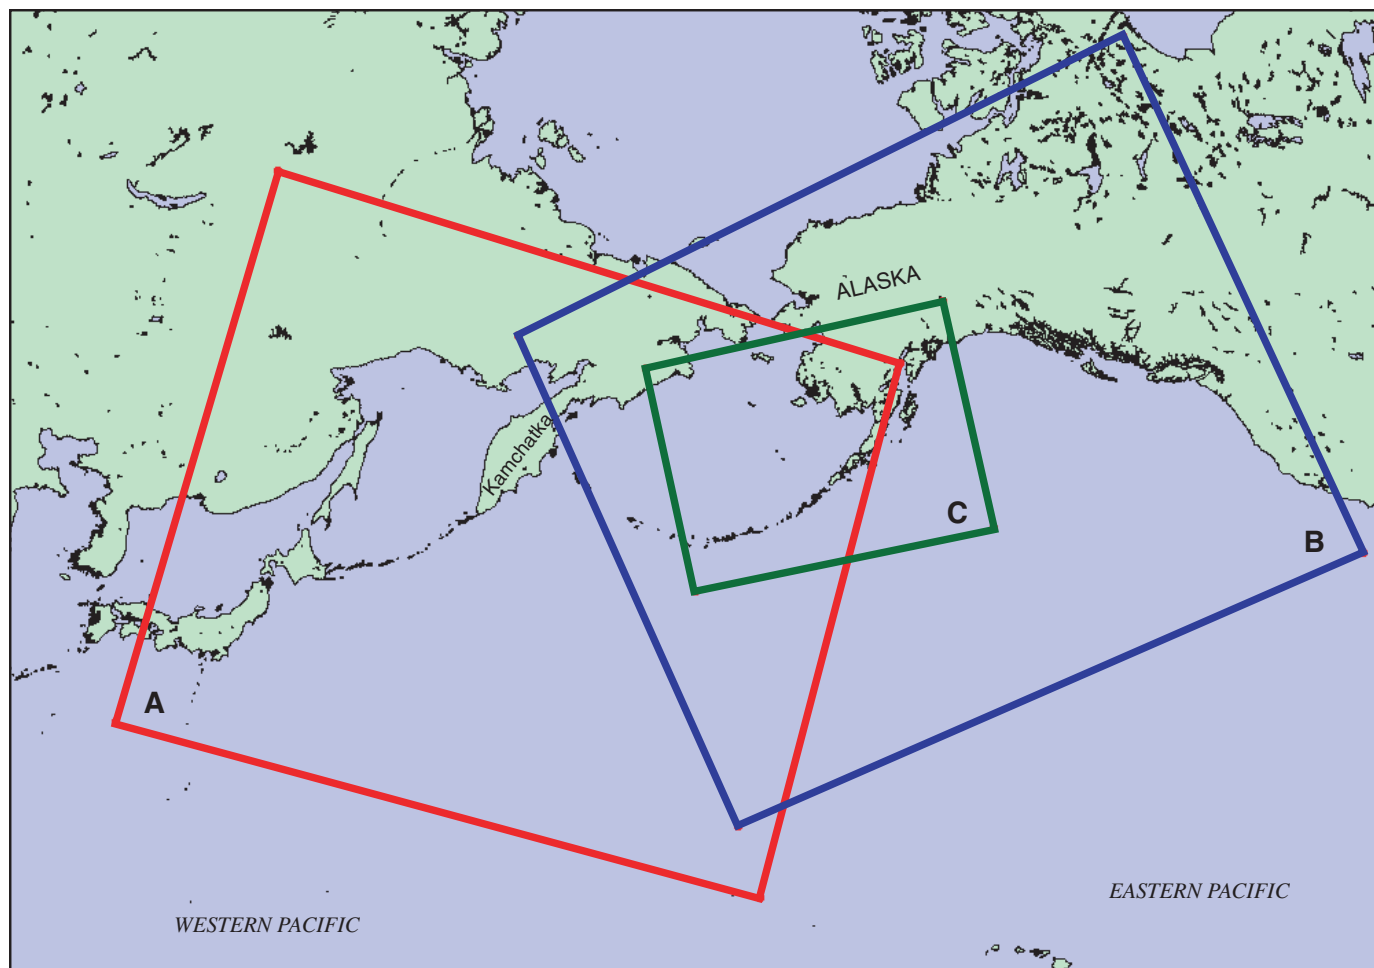 ALASKA
Kamchatka
C
B
A
EASTERN PACIFIC
WESTERN PACIFIC